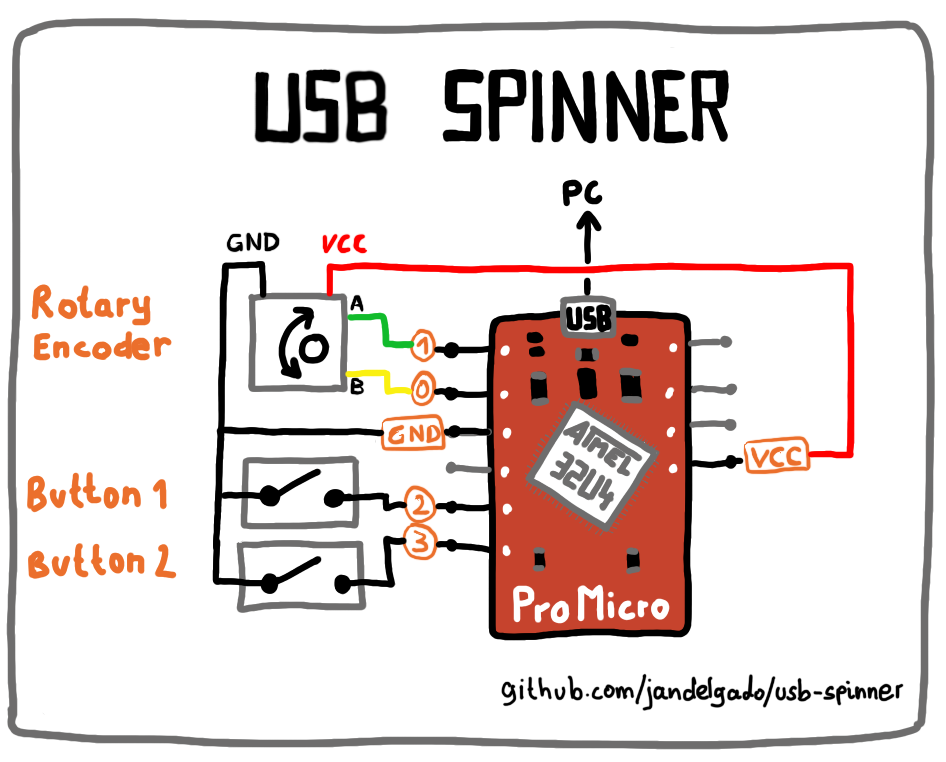 USB SPINNER
PC
GND
VCC
Rotary
Encoder
A
B
1
0
GND
USB
ATMEL
32U4
VCC
Button 1
2
Button 2
3
Pro Micro
github.com/jandelgado/usb-spinner